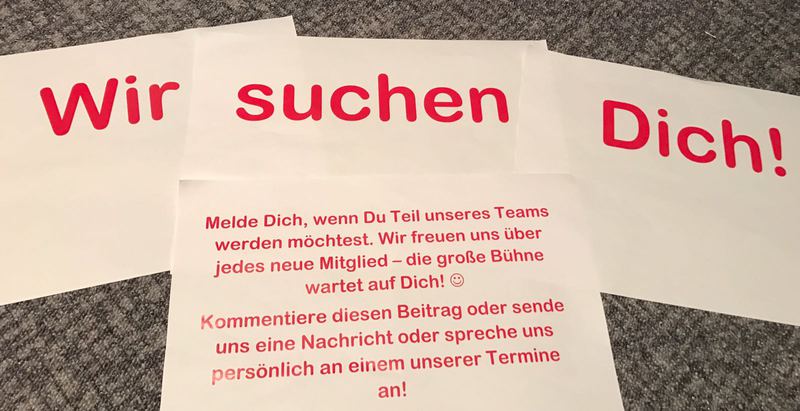 Wir suchen Dich!
Melde Dich, wenn Du Teil unseres Teams
werden möchtest. Wir freuen uns über
jedes neue Mitglied – die große Bühne
wartet auf Dich! ☺
Kommentiere diesen Beitrag oder sende
uns eine Nachricht oder spreche uns
persönlich an einem unserer Termine
an!